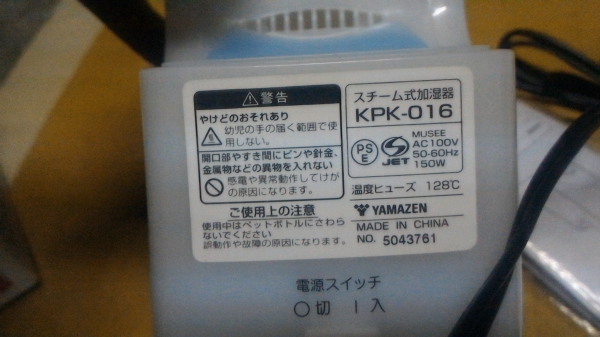 警告
やけどのおそれあり
幼児の手の届く範囲で使
用しない。
開口部やすき間にピンや針金、
金属物などの異物を入れない
感電や異常動作してけが
の原因になります。
ご使用上の注意
使用中はペットボトルにさわら
ないでください
誤動作や故障の原因になります。
スチーム式加湿器
KPK-016
PS
E
JET
MUSEE
AC100V
50-60Hz
150W
温度ヒューズ 128℃
YAMAZEN
MADE IN CHINA
NO. 5043761
電源スイッチ
○切 | 入